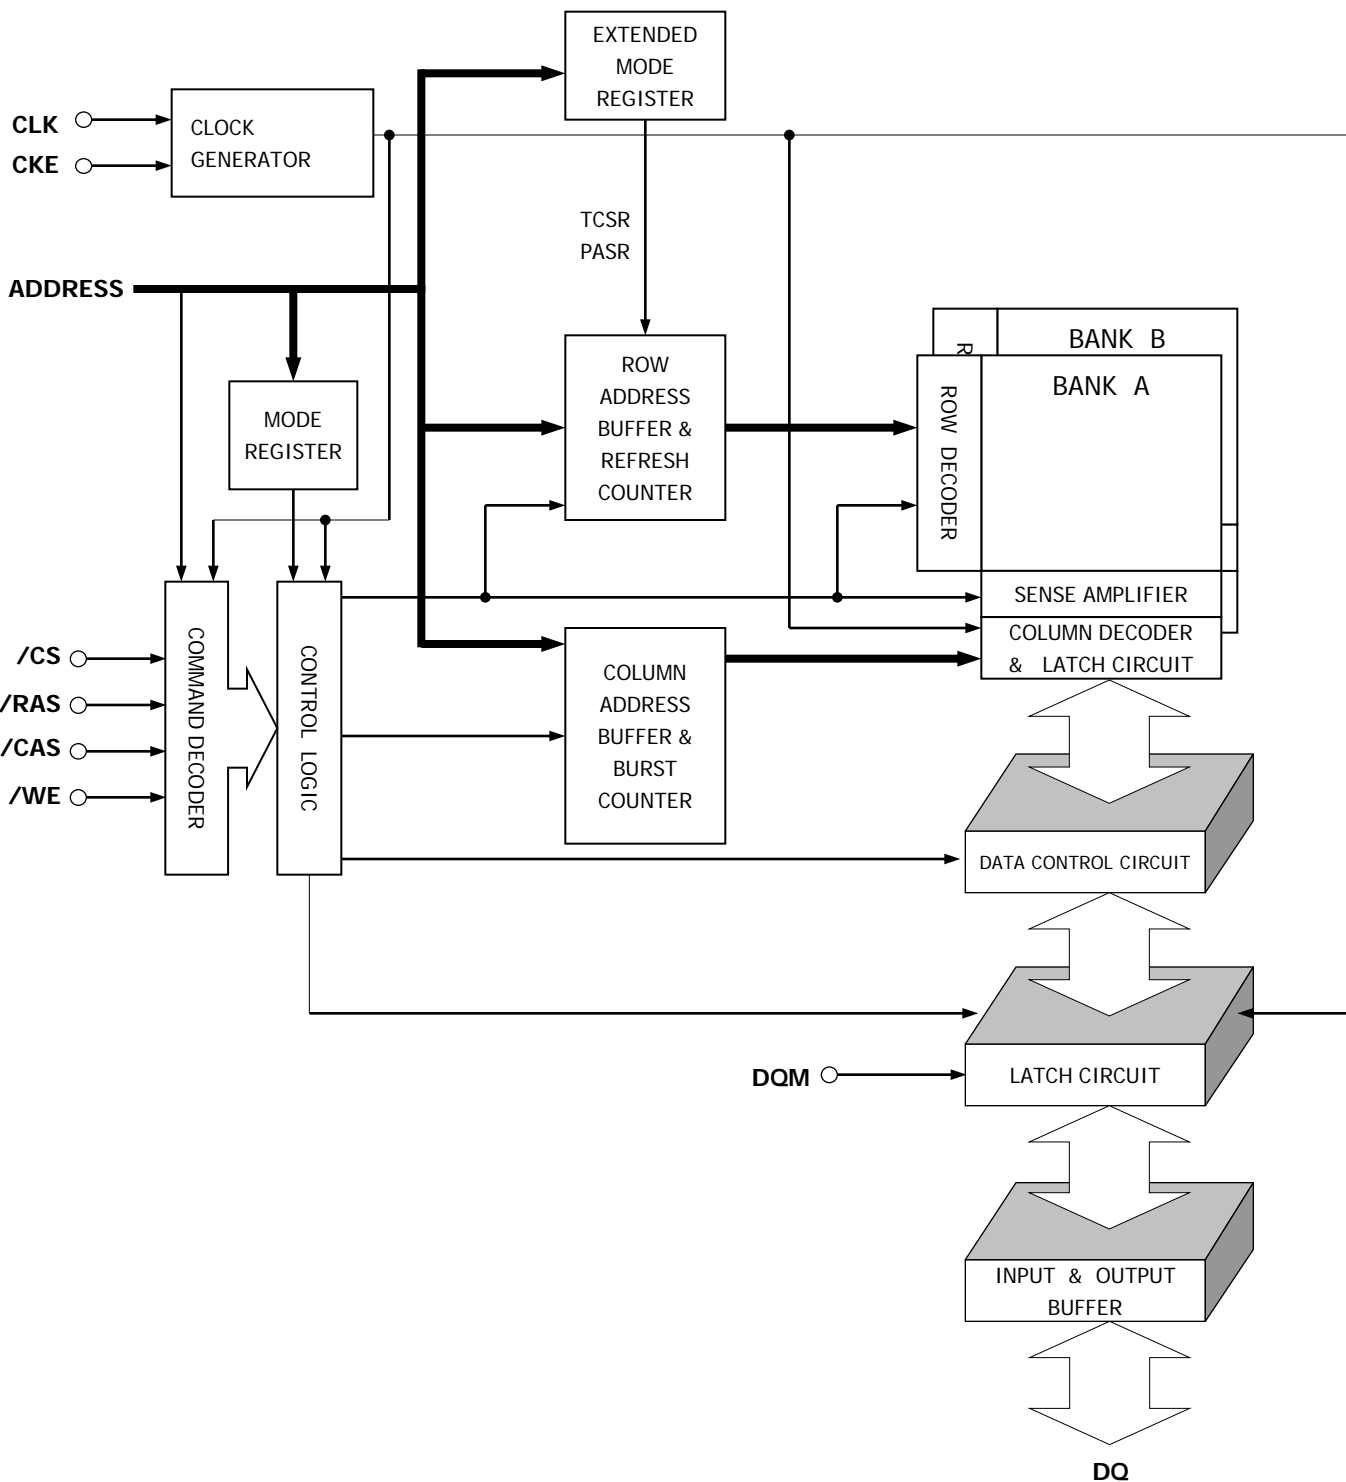 EXTENDED
MODE
REGISTER
CLK
CKE
CLOCK
GENERATOR
TCSR
PASR
ADDRESS
MODE
REGISTER
ROW
ADDRESS
BUFFER &
REFRESH
COUNTER
R
BANK B
BANK A
ROW DECODER
SENSE AMPLIFIER
COLUMN DECODER
& LATCH CIRCUIT
/CS
/RAS
/CAS
/WE
COMMAND DECODER
CONTROL LOGIC
COLUMN
ADDRESS
BUFFER &
BURST
COUNTER
DATA CONTROL CIRCUIT
DQM
LATCH CIRCUIT
INPUT & OUTPUT
BUFFER
DQ